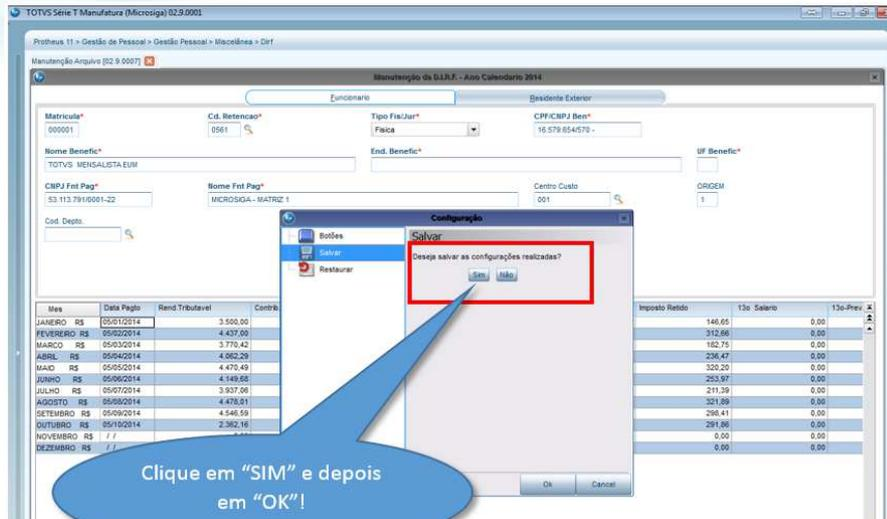 TOTVS Série T Manufatura (Microsiga) 02.9.0001
Protheus 11 > Gestão de Pessoal > Gestão Pessoal > Miscelânea > Dirf
Manutenção Arquivo [02.9.0007]
Manutenção da D.I.R.F. - Ano Calendario 2014
Funcionario Residente Exterior
Matricula* Cd. Retencao* Tipo Fis/Jur* CPF/CNPJ Ben*
000001 0561 Fisica 16.579.654/570 -
Nome Benefic* End. Benefic* UF Benefic*
TOTVS MENSALISTA EUM
CNPJ Fnt Pag* Nome Fnt Pag* Centro Custo ORIGEM
53.113.791/0001-22 MICROSIGA - MATRIZ 1 001 1
Cod. Depto.
Configuração
Botões
Salvar
Restaurar
Salvar
Deseja salvar as configurações realizadas?
Sim Não
Mes Data Pagto Rend.Tributavel Contrib Imposto Retido 13o Salario 13o-Prev
JANEIRO R$ 05/01/2014 3.500,00 146,65 0,00
FEVEREIRO R$ 05/02/2014 4.437,00 312,66 0,00
MARCO R$ 05/03/2014 3.770,42 182,75 0,00
ABRIL R$ 05/04/2014 4.062,29 236,47 0,00
MAIO R$ 05/05/2014 4.470,49 320,20 0,00
JUNHO R$ 05/06/2014 4.149,68 253,97 0,00
JULHO R$ 05/07/2014 3.937,06 211,39 0,00
AGOSTO R$ 05/08/2014 4.478,01 321,89 0,00
SETEMBRO R$ 05/09/2014 4.546,59 298,41 0,00
OUTUBRO R$ 05/10/2014 2.362,16 291,86 0,00
NOVEMBRO R$ / / 0,00 0,00
DEZEMBRO R$ / / 0,00 0,00
Ok Cancel
Clique em “SIM” e depois
em “OK”!